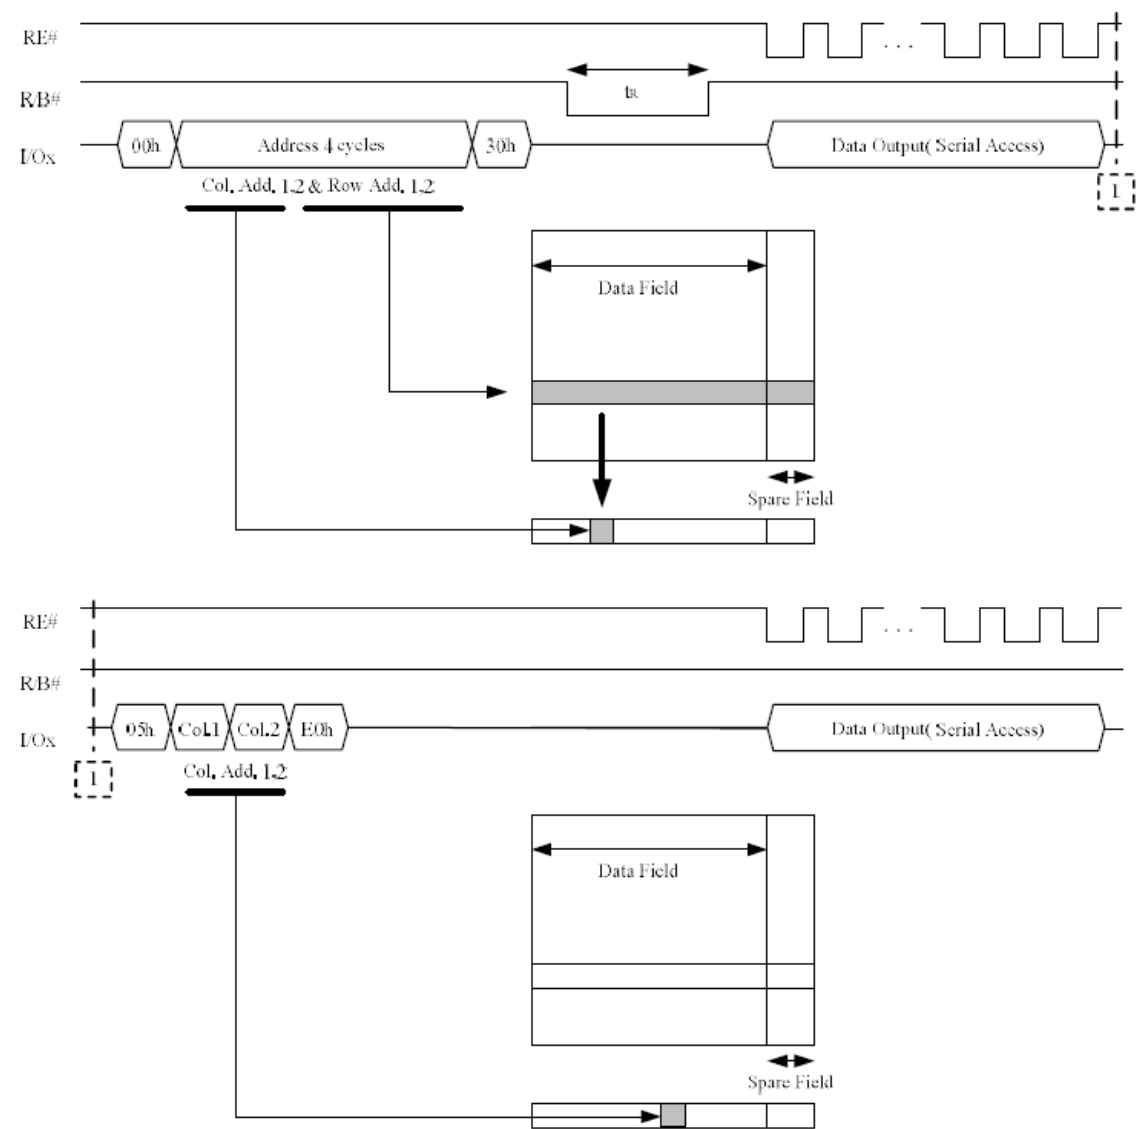 RE#
. . .
R/B#
tR
I/Ox
00h
Address 4 cycles
30h
Data Output( Serial Access)
Col. Add. 1.2 & Row Add. 1.2
1
Data Field
Spare Field
RE#
. . .
R/B#
I/Ox
05h
Col.1
Col.2
E0h
Data Output( Serial Access)
1
Col. Add. 1.2
Data Field
Spare Field